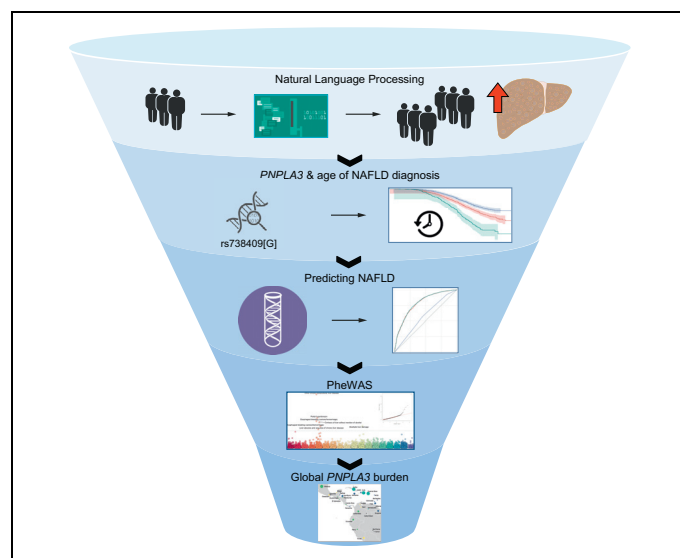 Natural Language Processing
PNPLA3 & age of NAFLD diagnosis
rs738409[G]
Predicting NAFLD
PheWAS
Global PNPLA3 burden